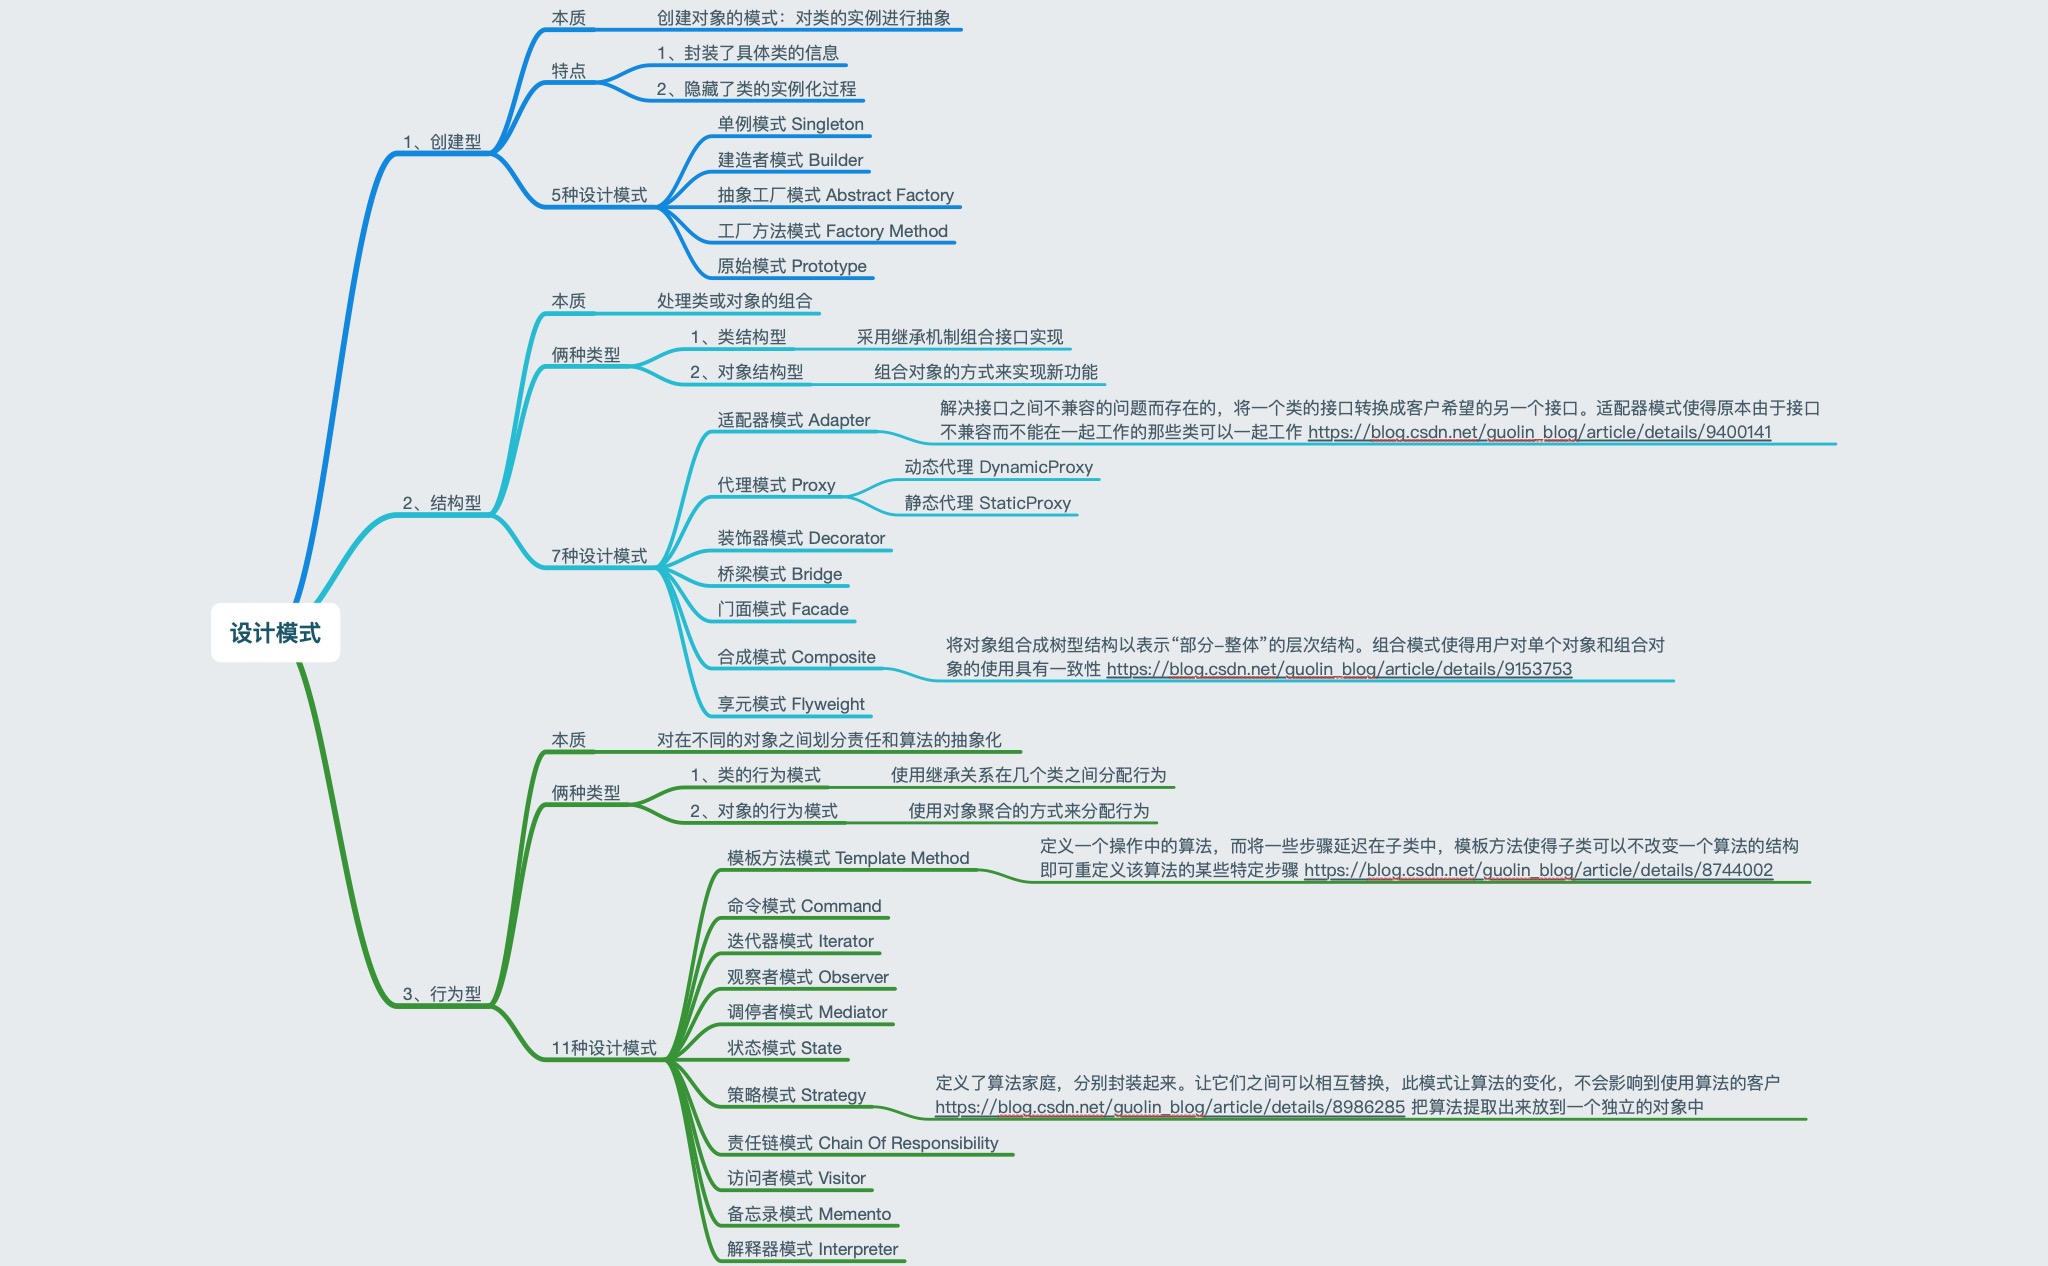 设计模式
1、创建型
本质
创建对象的模式：对类的实例进行抽象
特点
1、封装了具体类的信息
2、隐藏了类的实例化过程
5种设计模式
单例模式 Singleton
建造者模式 Builder
抽象工厂模式 Abstract Factory
工厂方法模式 Factory Method
原始模式 Prototype
2、结构型
本质
处理类或对象的组合
俩种类型
1、类结构型
采用继承机制组合接口实现
2、对象结构型
组合对象的方式来实现新功能
7种设计模式
适配器模式 Adapter
解决接口之间不兼容的问题而存在的，将一个类的接口转换成客户希望的另一个接口。适配器模式使得原本由于接口
不兼容而不能在一起工作的那些类可以一起工作 https://blog.csdn.net/guolin_blog/article/details/9400141
代理模式 Proxy
动态代理 DynamicProxy
静态代理 StaticProxy
装饰器模式 Decorator
桥梁模式 Bridge
门面模式 Facade
合成模式 Composite
将对象组合成树型结构以表示“部分-整体”的层次结构。组合模式使得用户对单个对象和组合对
象的使用具有一致性 https://blog.csdn.net/guolin_blog/article/details/9153753
享元模式 Flyweight
3、行为型
本质
对在不同的对象之间划分责任和算法的抽象化
俩种类型
1、类的行为模式
使用继承关系在几个类之间分配行为
2、对象的行为模式
使用对象聚合的方式来分配行为
11种设计模式
模板方法模式 Template Method
定义一个操作中的算法，而将一些步骤延迟在子类中，模板方法使得子类可以不改变一个算法的结构
即可重定义该算法的某些特定步骤 https://blog.csdn.net/guolin_blog/article/details/8744002
命令模式 Command
迭代器模式 Iterator
观察者模式 Observer
调停者模式 Mediator
状态模式 State
策略模式 Strategy
定义了算法家庭，分别封装起来。让它们之间可以相互替换，此模式让算法的变化，不会影响到使用算法的客户
https://blog.csdn.net/guolin_blog/article/details/8986285 把算法提取出来放到一个独立的对象中
责任链模式 Chain Of Responsibility
访问者模式 Visitor
备忘录模式 Memento
解释器模式 Interpreter